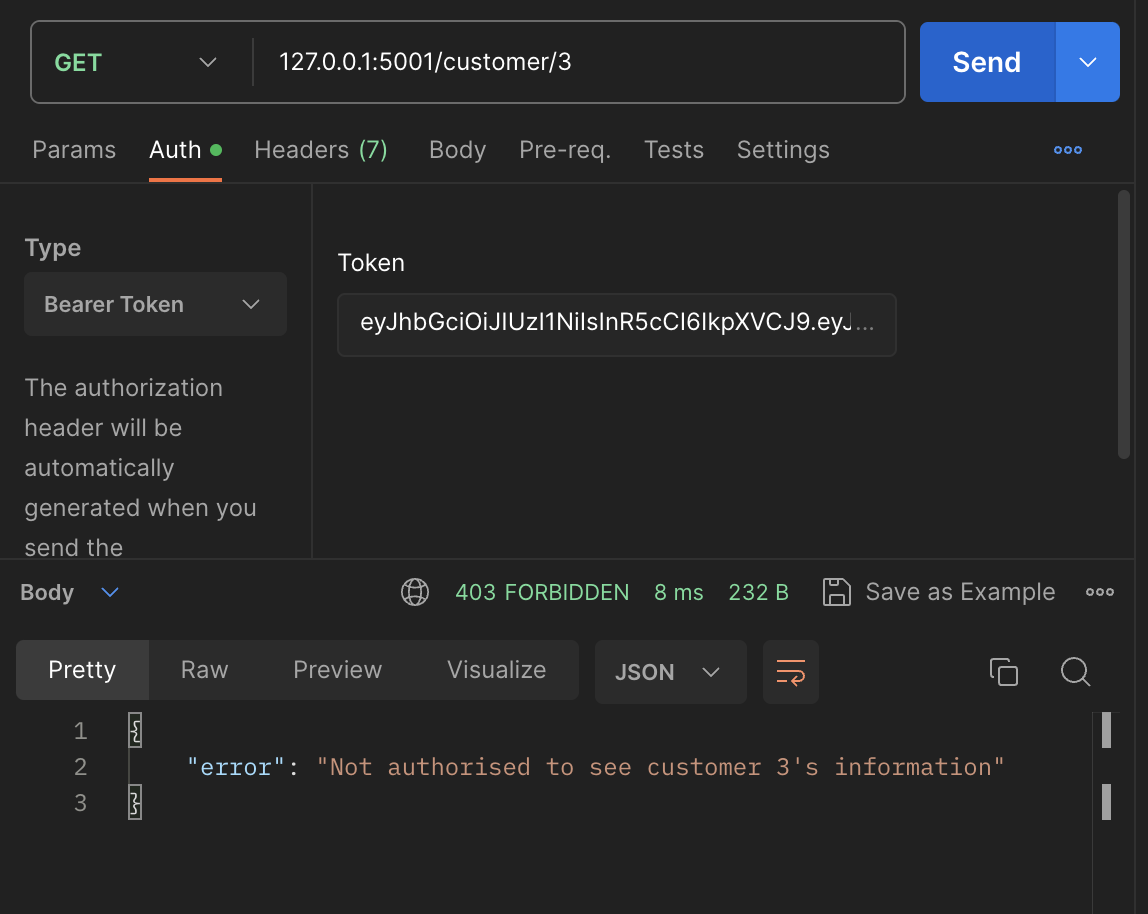 GET
127.0.0.1:5001/customer/3
Send
Params Auth Headers (7) Body Pre-req. Tests Settings
Type
Bearer Token
The authorization
header will be
automatically
generated when you
send the
Token
eyJhbGciOiJIUzI1NiIsInR5cCI6IkpXVCJ9.eyJ...
Body
403 FORBIDDEN 8 ms 232 B Save as Example
Pretty Raw Preview Visualize JSON
1 {
2 "error": "Not authorised to see customer 3's information"
3 }